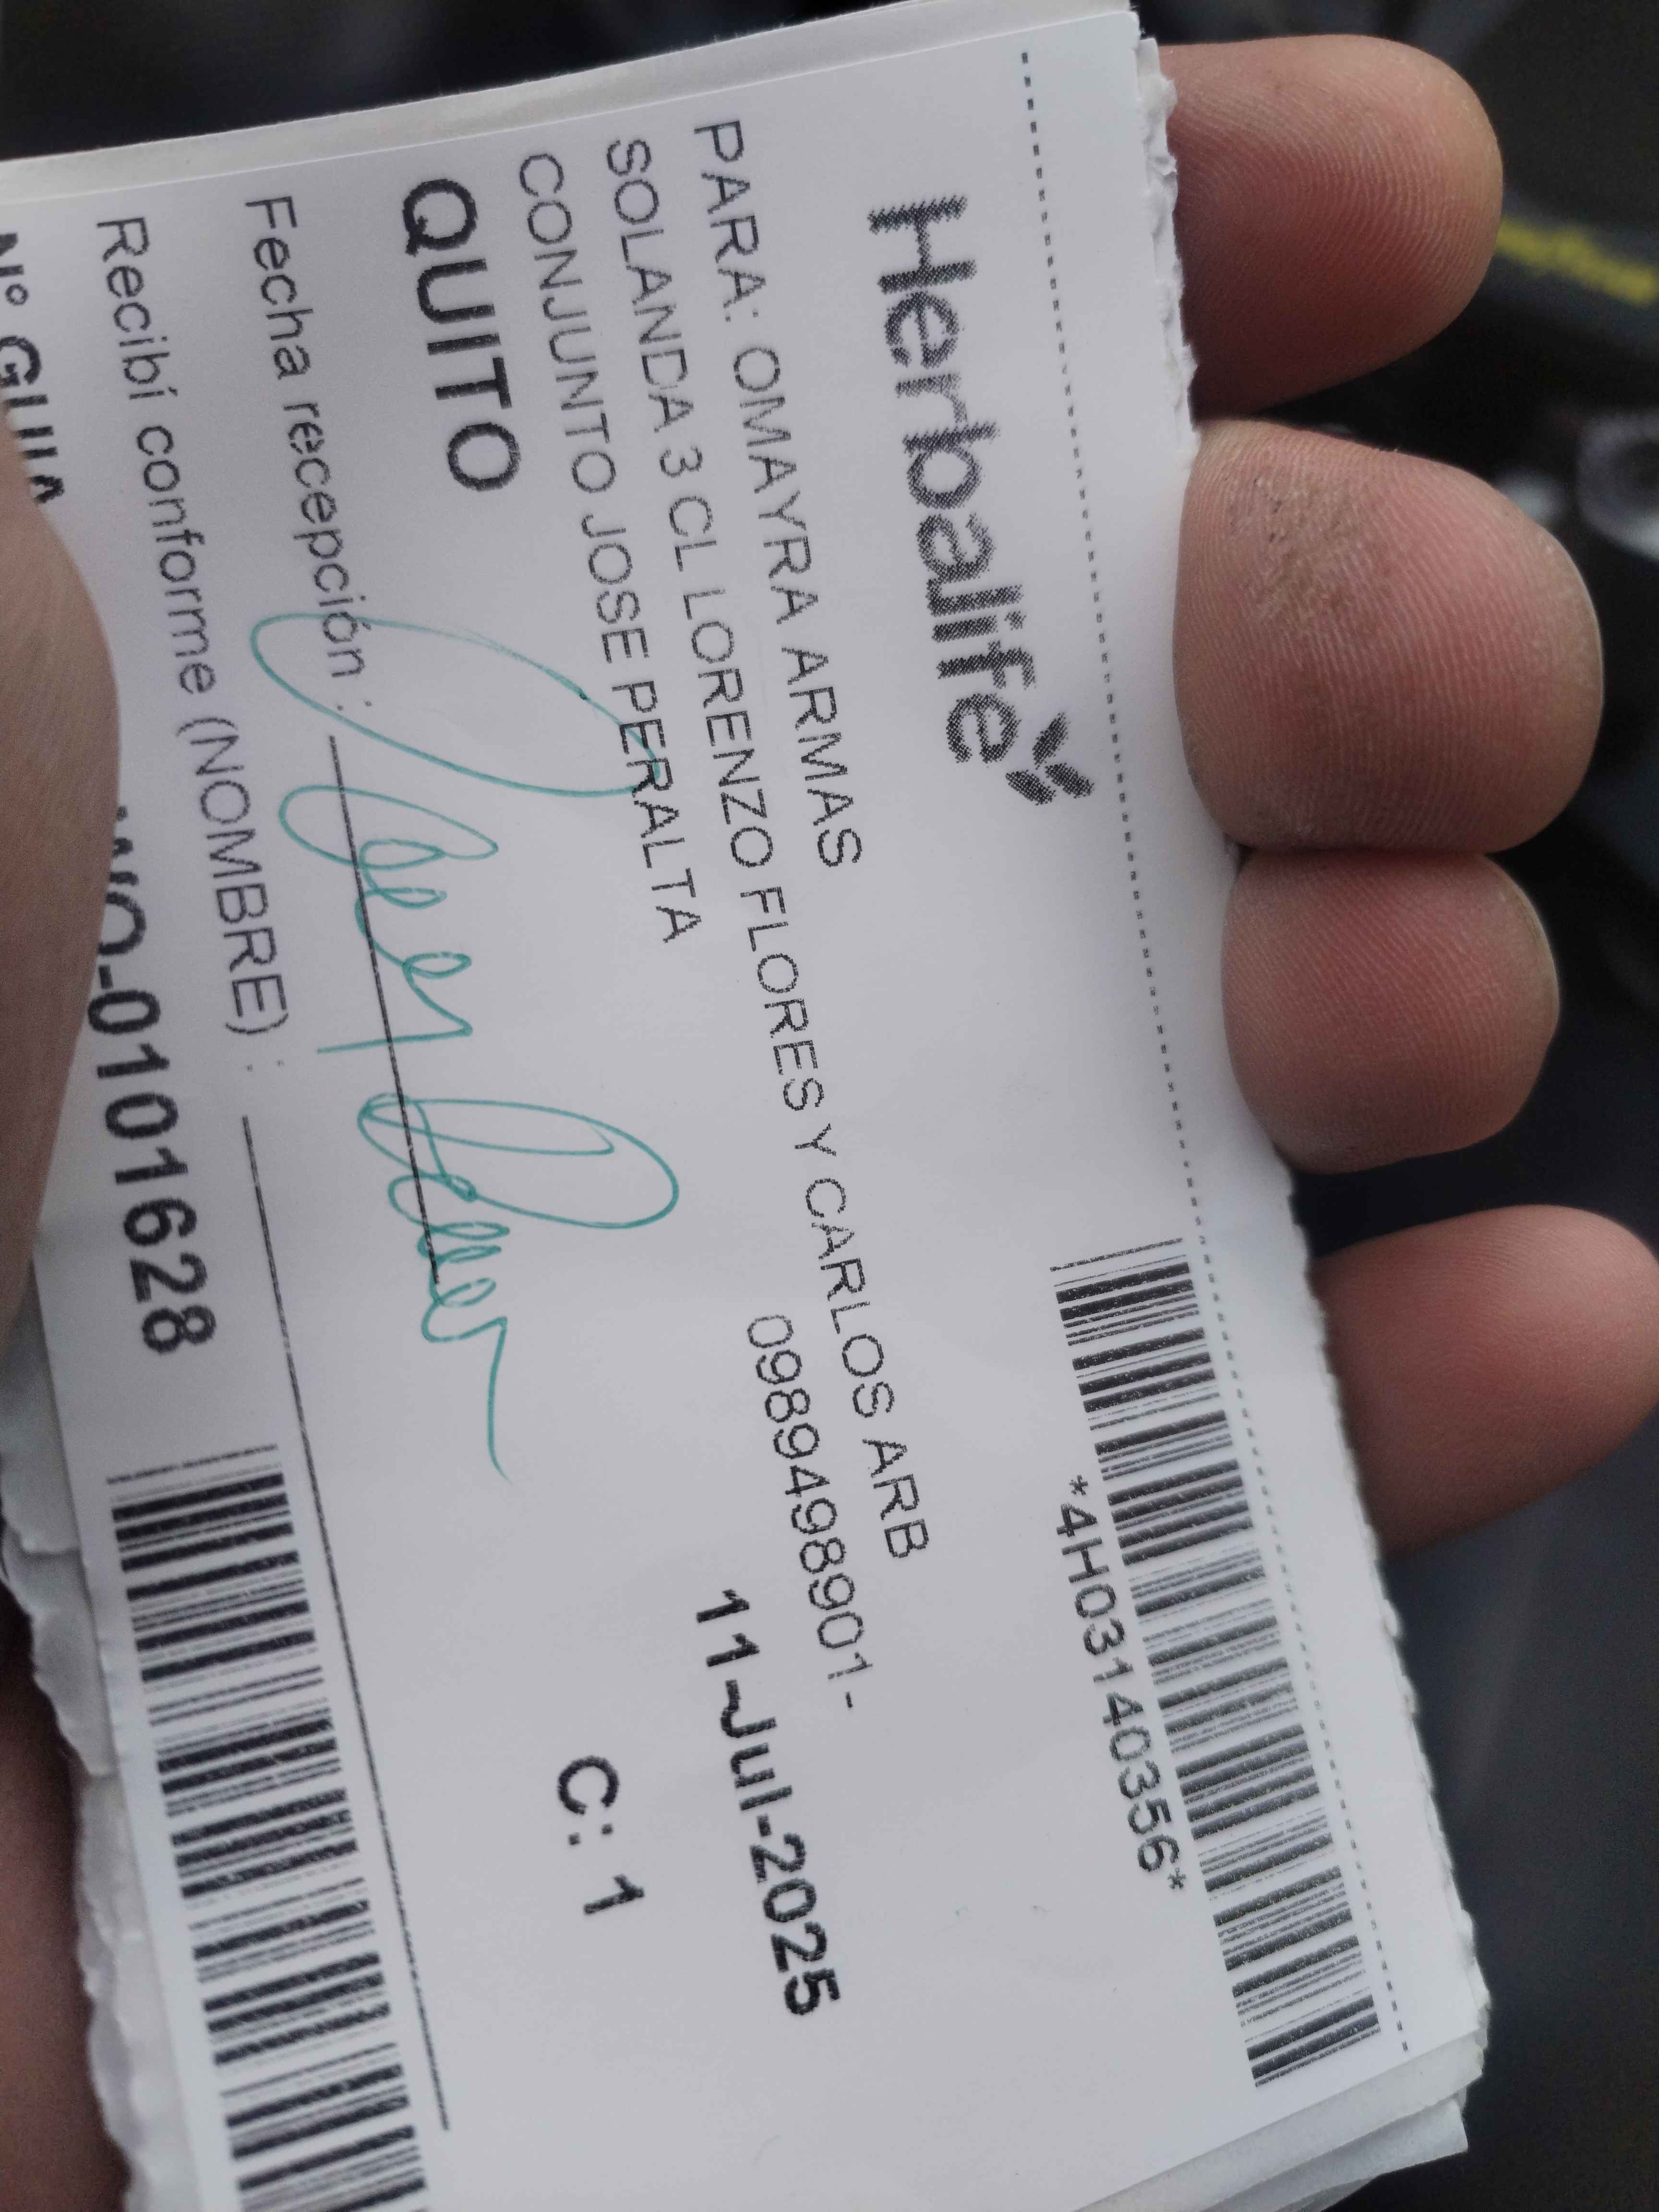 Herbalife
*4H03140356*
PARA: OMAYRA ARMAS
SOLANDA 3 CL LORENZO FLORES Y CARLOS ARB
CONJUNTO JOSE PERALTA
0989498901-
QUITO
11-Jul-2025
C: 1
Fecha recepción :
Recibí conforme (NOMBRE) :
N° GUIA
-0101628